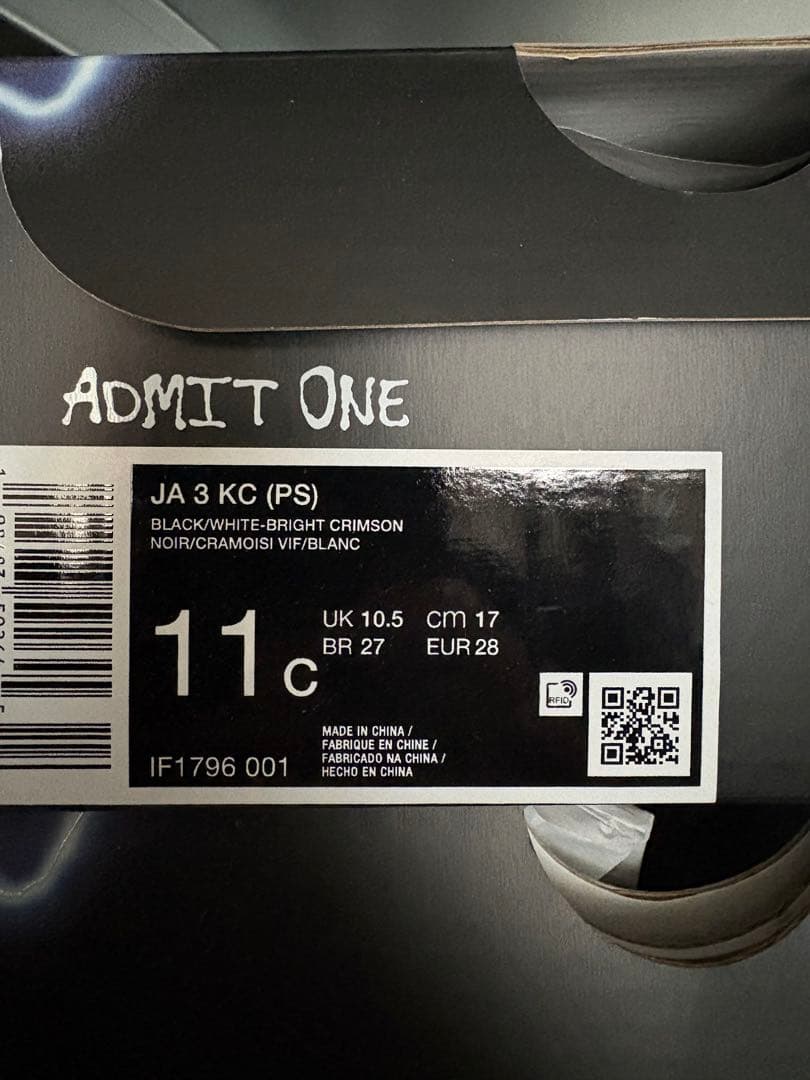 ADMIT ONE
JA 3 KC (PS)
BLACK/WHITE-BRIGHT CRIMSON
NOIR/CRAMOISI VIF/BLANC
11C
UK 10.5 cm 17
BR 27 EUR 28
RFID
MADE IN CHINA /
FABRIQUE EN CHINE /
FABRICADO NA CHINA /
HECHO EN CHINA
IF1796 001